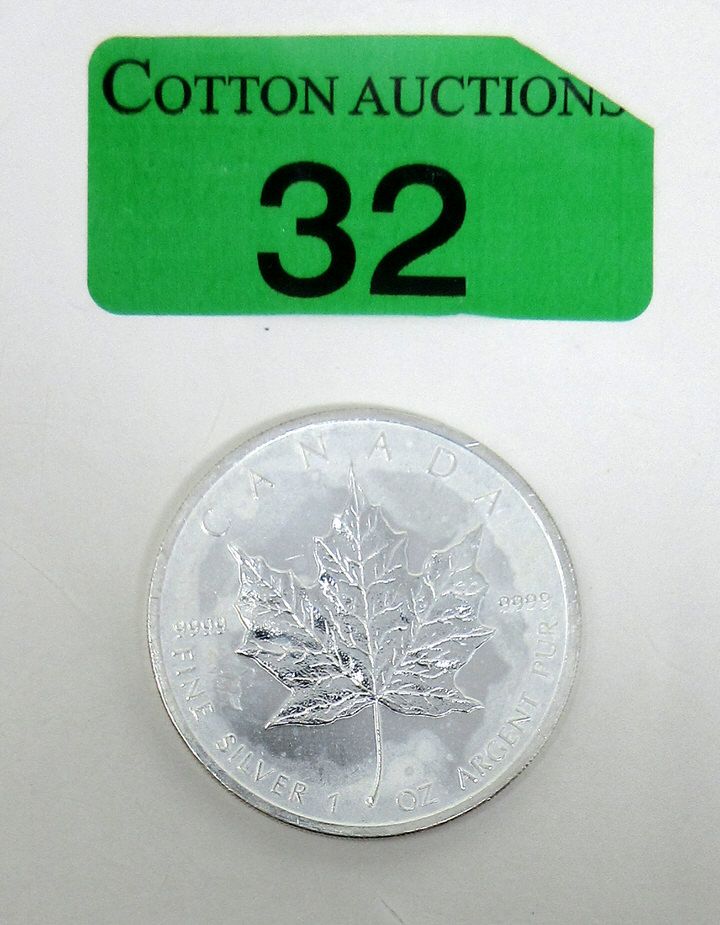 COTTON AUCTIONS
32
CANADA
9999 9999
FINE SILVER 1 OZ ARGENT PUR